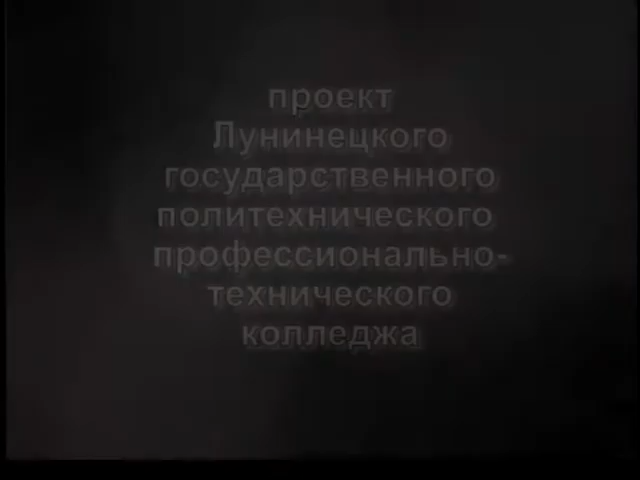 проект
Лунинецкого
государственного
политехнического
профессионально-
технического
колледжа